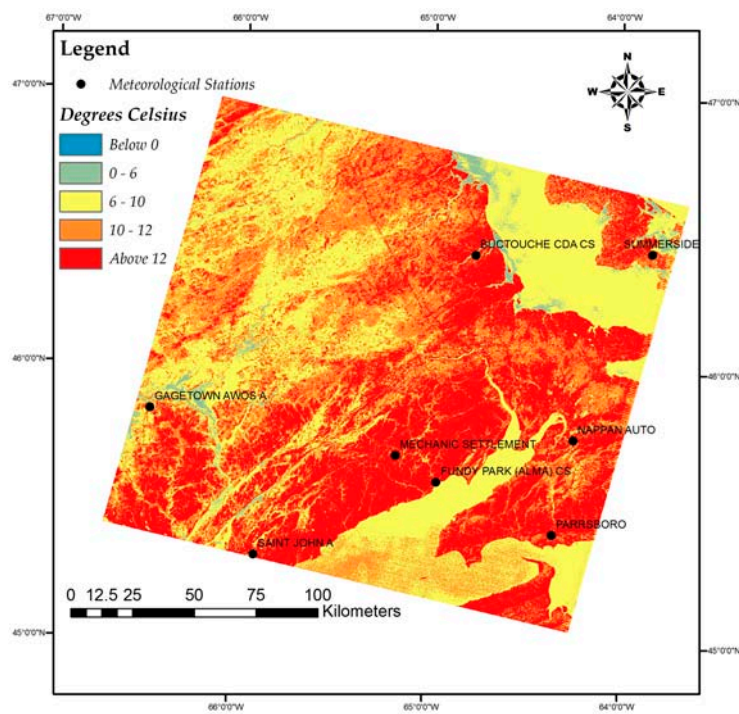 67°0'0"W 66°0'0"W 65°0'0"W 64°0'0"W
Legend
Meteorological Stations
Degrees Celsius
Below 0
0 - 6
6 - 10
10 - 12
Above 12
N
W E
S
47°0'0"N 47°0'0"N
BUCTOUCHE CDA CS SUMMERSIDE
46°0'0"N 46°0'0"N
GAGETOWN AWOS A
NAPPAN AUTO
MECHANIC SETTLEMENT
FUNDY PARK (ALMA) CS
PARRSBORO
SAINT JOHN A
0 12.5 25 50 75 100
Kilometers
45°0'0"N 45°0'0"N
66°0'0"W 65°0'0"W 64°0'0"W